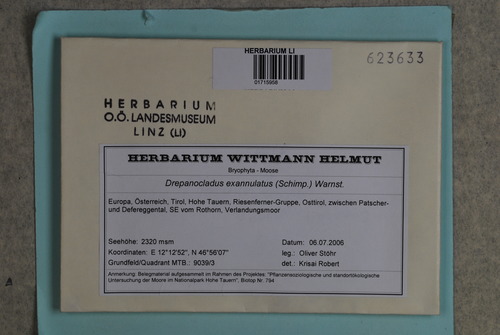 HERBARIUM LI
01715958
623633
HERBARIUM
O.Ö. LANDESMUSEUM
LINZ (LI)
HERBARIUM WITTMANN HELMUT
Bryophyta - Moose
Drepanocladus exannulatus (Schimp.) Warnst.
Europa, Österreich, Tirol, Hohe Tauern, Riesenferner-Gruppe, Osttirol, zwischen Patscher-
und Defereggental, SE vom Rothorn, Verlandungsmoor
Seehöhe: 2320 msm
Datum: 06.07.2006
Koordinaten: E 12°12'52", N 46°56'07"
leg.: Oliver Stöhr
Grundfeld/Quadrant MTB.: 9039/3
det.: Krisai Robert
Anmerkung: Belegmaterial aufgesammelt im Rahmen des Projektes: "Pflanzensoziologische und standortökologische
Untersuchung der Moore im Nationalpark Hohe Tauern"; Biotop Nr. 794